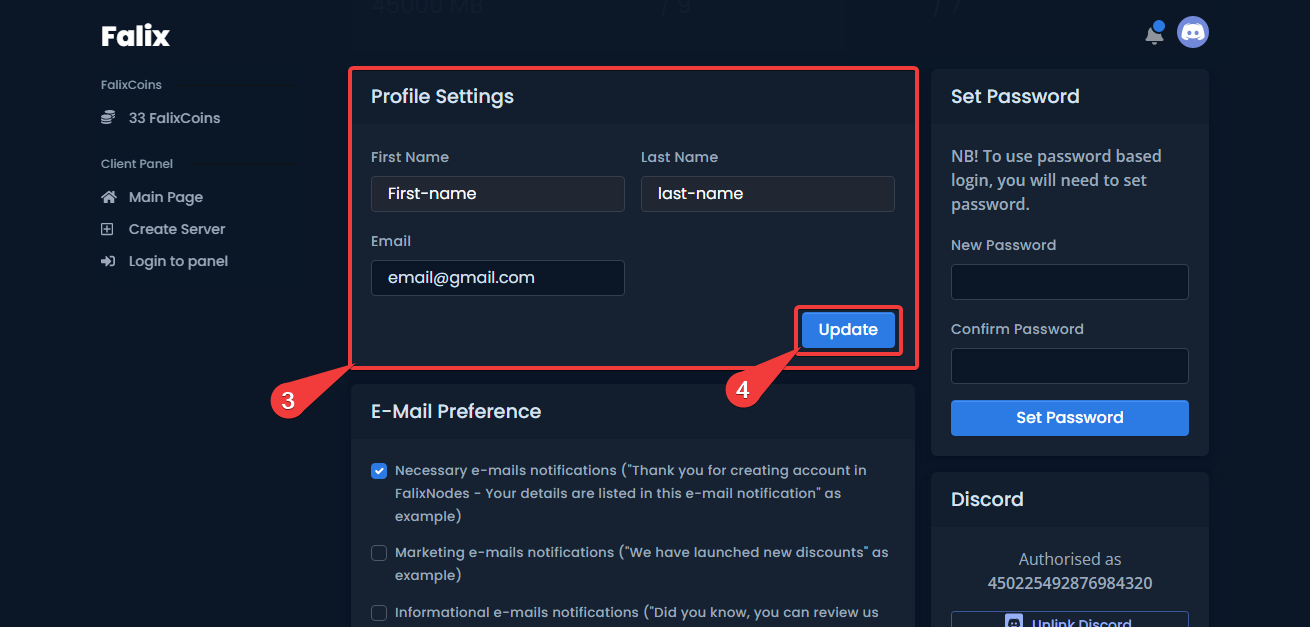 45000 MB
/ 9
/ 7
Falix
FalixCoins
33 FalixCoins
Client Panel
Main Page
Create Server
Login to panel
Profile Settings
First Name
Last Name
First-name
last-name
Email
email@gmail.com
Update
3
4
E-Mail Preference
Necessary e-mails notifications ("Thank you for creating account in
FalixNodes - Your details are listed in this e-mail notification" as
example)
Marketing e-mails notifications ("We have launched new discounts" as
example)
Informational e-mails notifications ("Did you know, you can review us
Set Password
NB! To use password based
login, you will need to set
password.
New Password
Confirm Password
Set Password
Discord
Authorised as
450225492876984320
Unlink Discord